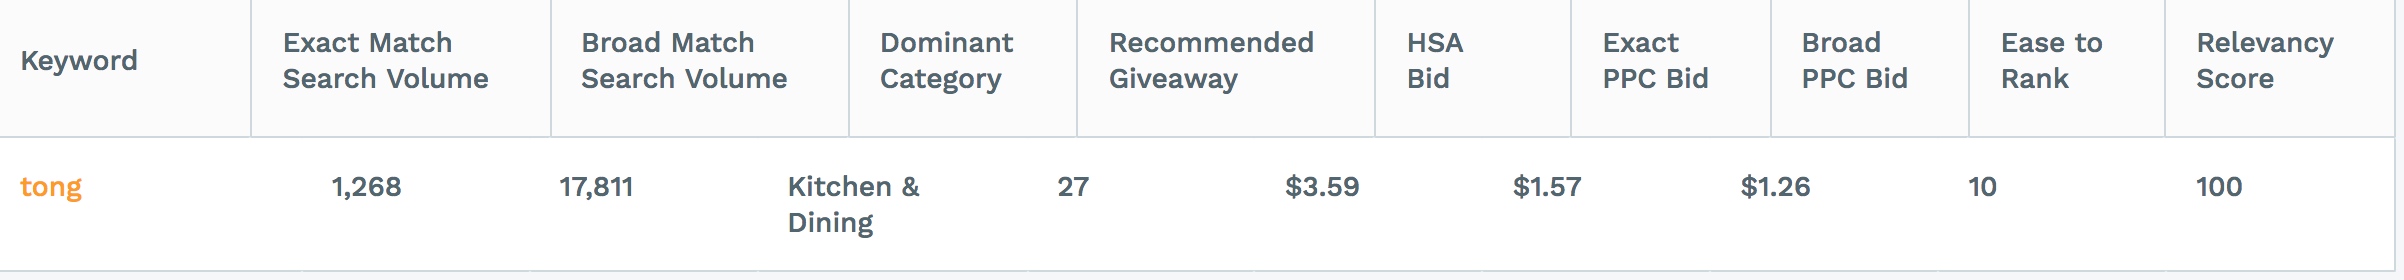 Keyword
Exact Match
Search Volume
Broad Match
Search Volume
Dominant
Category
Recommended
Giveaway
HSA
Bid
Exact
PPC Bid
Broad
PPC Bid
Ease to
Rank
Relevancy
Score
tong
1,268
17,811
Kitchen &
Dining
27
$3.59
$1.57
$1.26
10
100